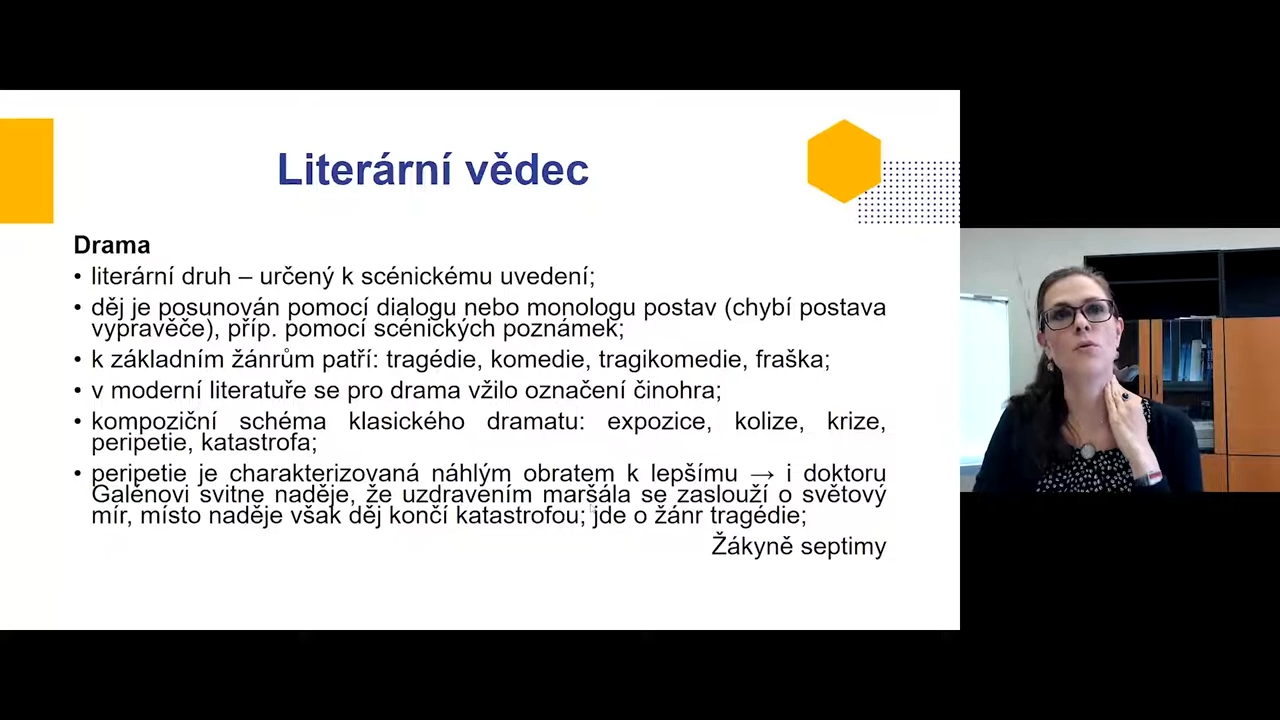 Literární vědec
Drama
• literární druh – určený k scénickému uvedení;
• děj je posunován pomocí dialogu nebo monologu postav (chybí postava
vypravěče), příp. pomocí scénických poznámek;
• k základním žánrům patří: tragédie, komedie, tragikomedie, fraška;
• v moderní literatuře se pro drama vžilo označení činohra;
• kompoziční schéma klasického dramatu: expozice, kolize, krize,
peripetie, katastrofa;
• peripetie je charakterizovaná náhlým obratem k lepšímu → i doktoru
Galénovi svitne naděje, že uzdravením maršála se zaslouží o světový
mír, místo naděje však děj končí katastrofou; jde o žánr tragédie;
Žákyně septimy